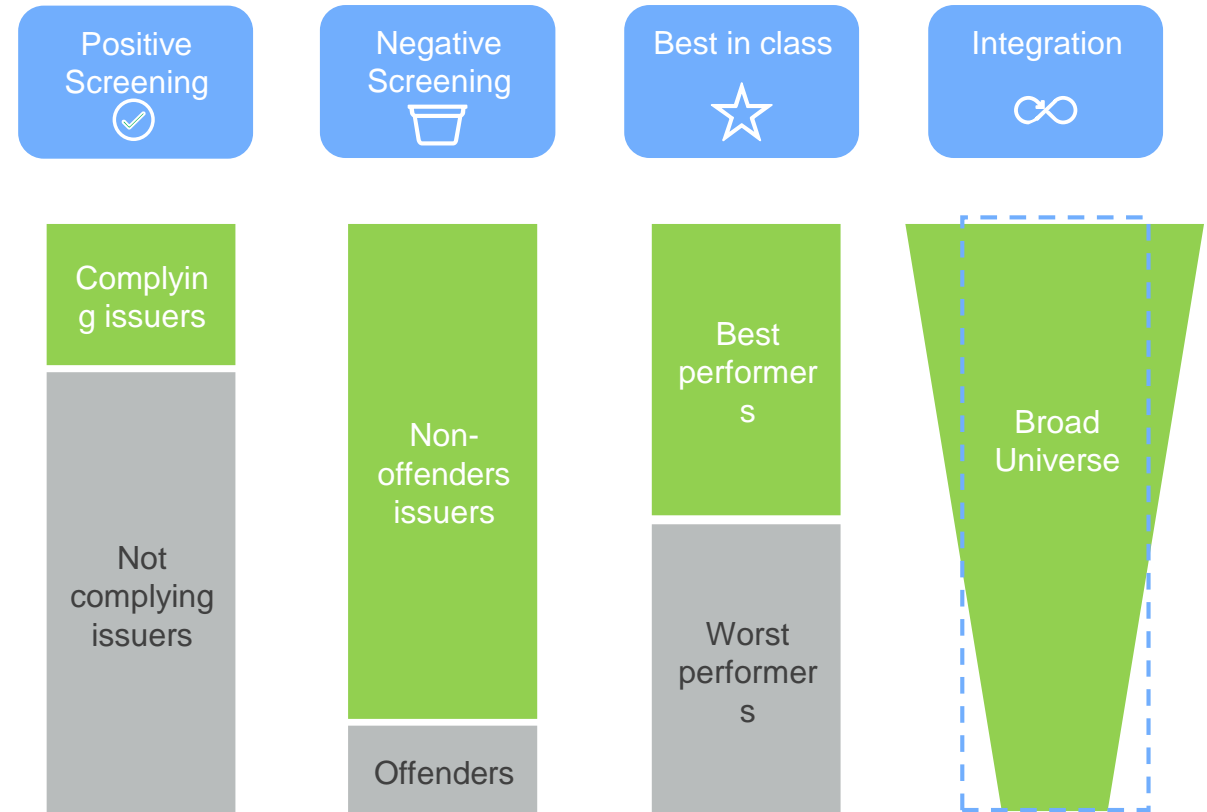 Positive
Screening
Negative
Screening
Best in class
Integration
Complyin
g issuers
Not
complying
issuers
Non-
offenders
issuers
Offenders
Best
performer
s
Worst
performer
s
Broad
Universe